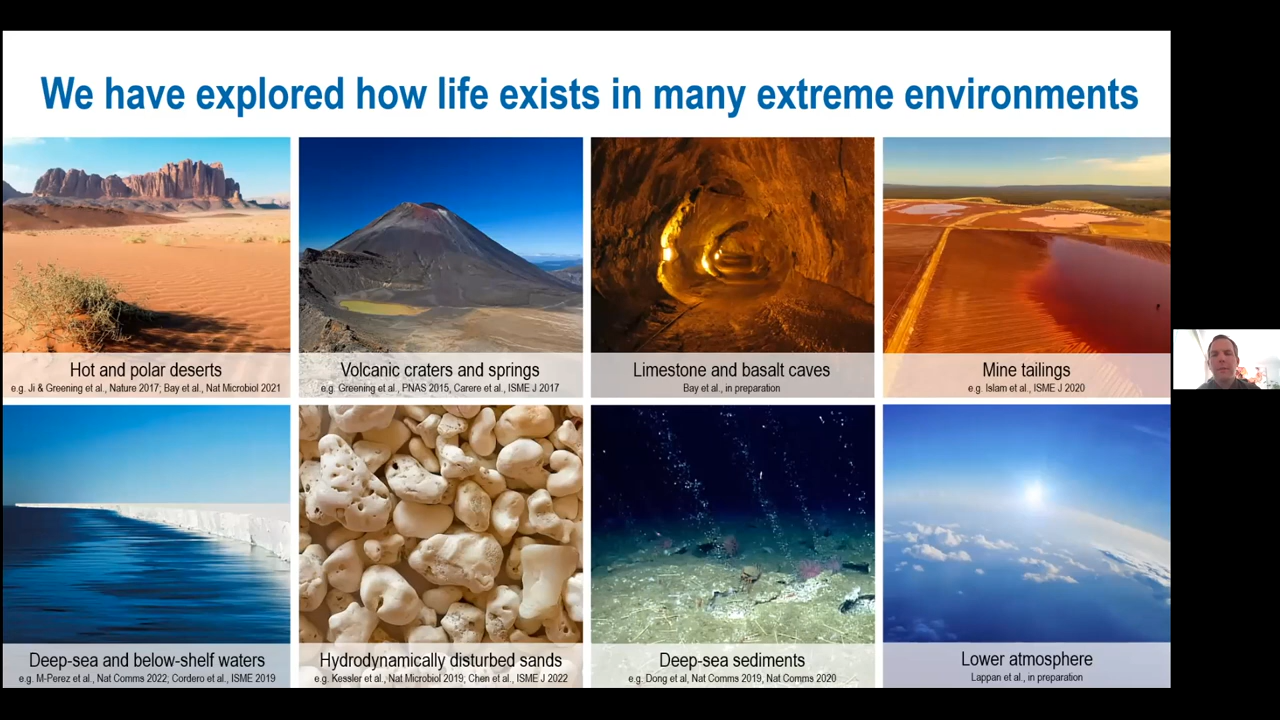 We have explored how life exists in many extreme environments
Hot and polar deserts
e.g. Ji & Greening et al., Nature 2017; Bay et al., Nat Microbiol 2021
Volcanic craters and springs
e.g. Greening et al., PNAS 2015, Carere et al., ISME J 2017
Limestone and basalt caves
Bay et al., in preparation
Mine tailings
e.g. Islam et al., ISME J 2020
Deep-sea and below-shelf waters
e.g. M-Perez et al., Nat Comms 2022; Cordero et al., ISME 2019
Hydrodynamically disturbed sands
e.g. Kessler et al., Nat Microbiol 2019; Chen et al., ISME J 2022
Deep-sea sediments
e.g. Dong et al, Nat Comms 2019, Nat Comms 2020
Lower atmosphere
Lappan et al., in preparation